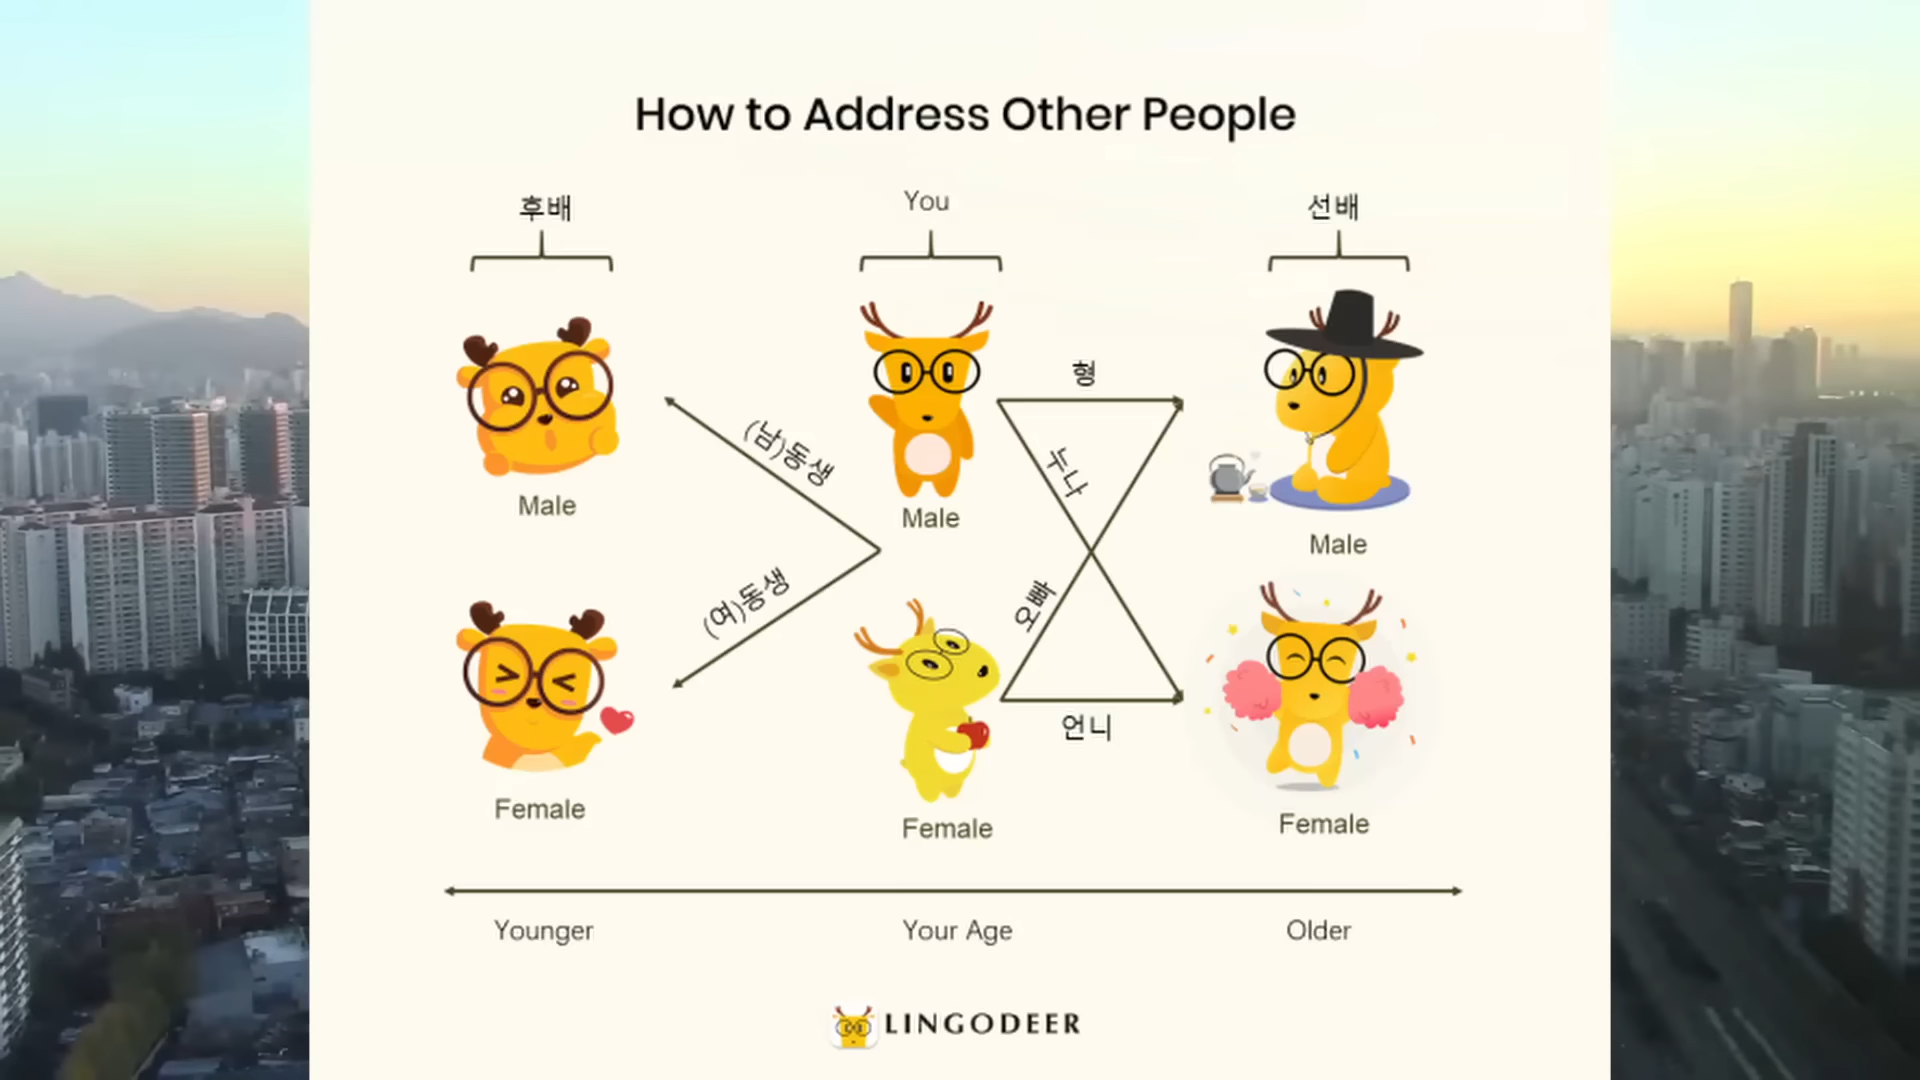 How to Address Other People
후배
You
선배
형
누나
(남)동생
Male
Male
Male
(여)동생
오빠
언니
Female
Female
Female
Younger
Your Age
Older
LINGODEER